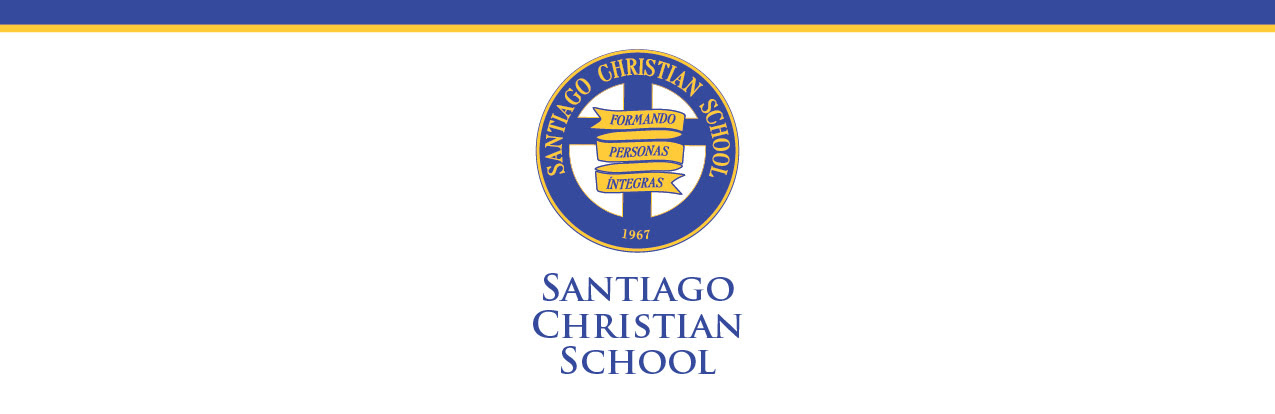 SANTIAGO CHRISTIAN SCHOOL
FORMANDO
PERSONAS
ÍNTEGRAS
1967
SANTIAGO
CHRISTIAN
SCHOOL